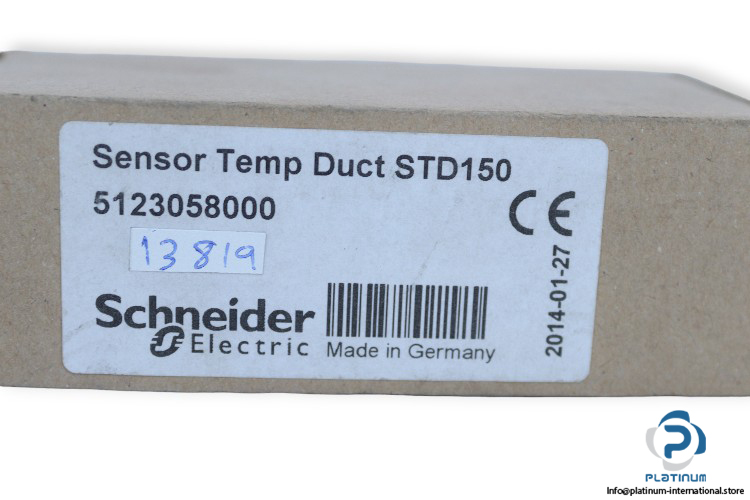 Sensor Temp Duct STD150
5123058000
CE
13819
2014-01-27
Schneider
Electric
Made in Germany
PLATINUM
Info@platinum-international.store